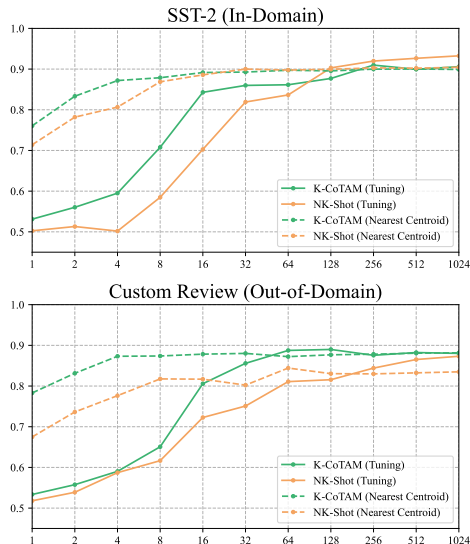 SST-2 (In-Domain)
1.0
0.9
0.8
0.7
0.6
0.5
K-CoTAM (Tuning)
NK-Shot (Tuning)
K-CoTAM (Nearest Centroid)
NK-Shot (Nearest Centroid)
1 2 4 8 16 32 64 128 256 512 1024
Custom Review (Out-of-Domain)
1.0
0.9
0.8
0.7
0.6
0.5
K-CoTAM (Tuning)
NK-Shot (Tuning)
K-CoTAM (Nearest Centroid)
NK-Shot (Nearest Centroid)
1 2 4 8 16 32 64 128 256 512 1024